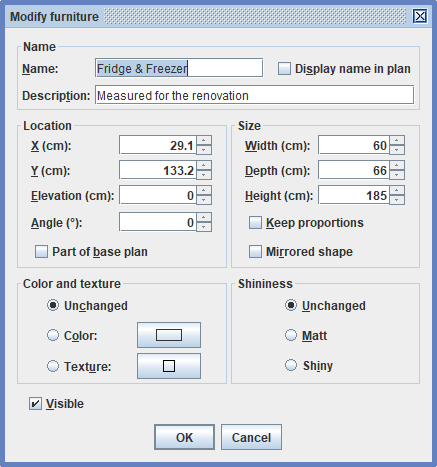 Modify furniture
Name
Name: Fridge & Freezer Display name in plan
Description: Measured for the renovation
Location Size
X (cm): 29.1 Width (cm): 60
Y (cm): 133.2 Depth (cm): 66
Elevation (cm): 0 Height (cm): 185
Angle (°): 0 Keep proportions
Part of base plan Mirrored shape
Color and texture Shininess
Unchanged Unchanged
Color: Matt
Texture: Shiny
Visible
OK Cancel